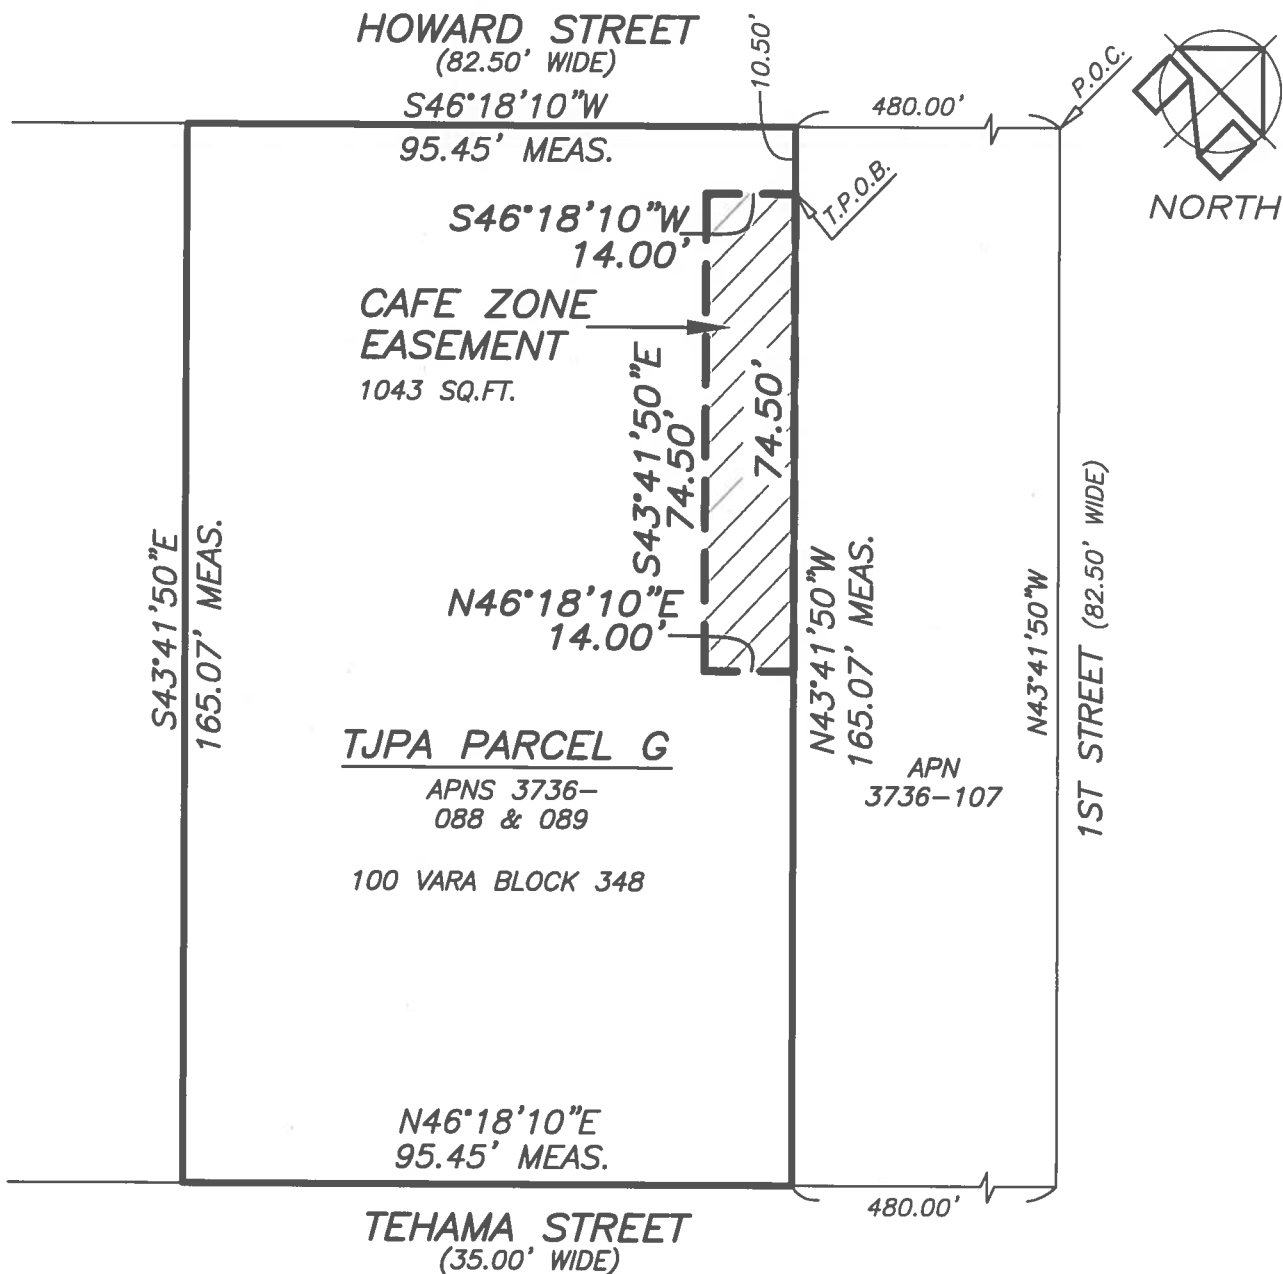 HOWARD STREET
(82.50' WIDE)
S46°18'10"W
95.45' MEAS.
10.50'
480.00'
P.O.C.
NORTH
T.P.O.B.
S46°18'10"W
14.00'
CAFE ZONE
EASEMENT
1043 SQ.FT.
S43°41'50"E
74.50'
74.50'
N46°18'10"E
14.00'
S43°41'50"E
165.07' MEAS.
N43°41'50"W
165.07' MEAS.
N43°41'50"W
1ST STREET (82.50' WIDE)
TJPA PARCEL G
APNS 3736-
088 & 089
100 VARA BLOCK 348
APN
3736-107
N46°18'10"E
95.45' MEAS.
480.00'
TEHAMA STREET
(35.00' WIDE)